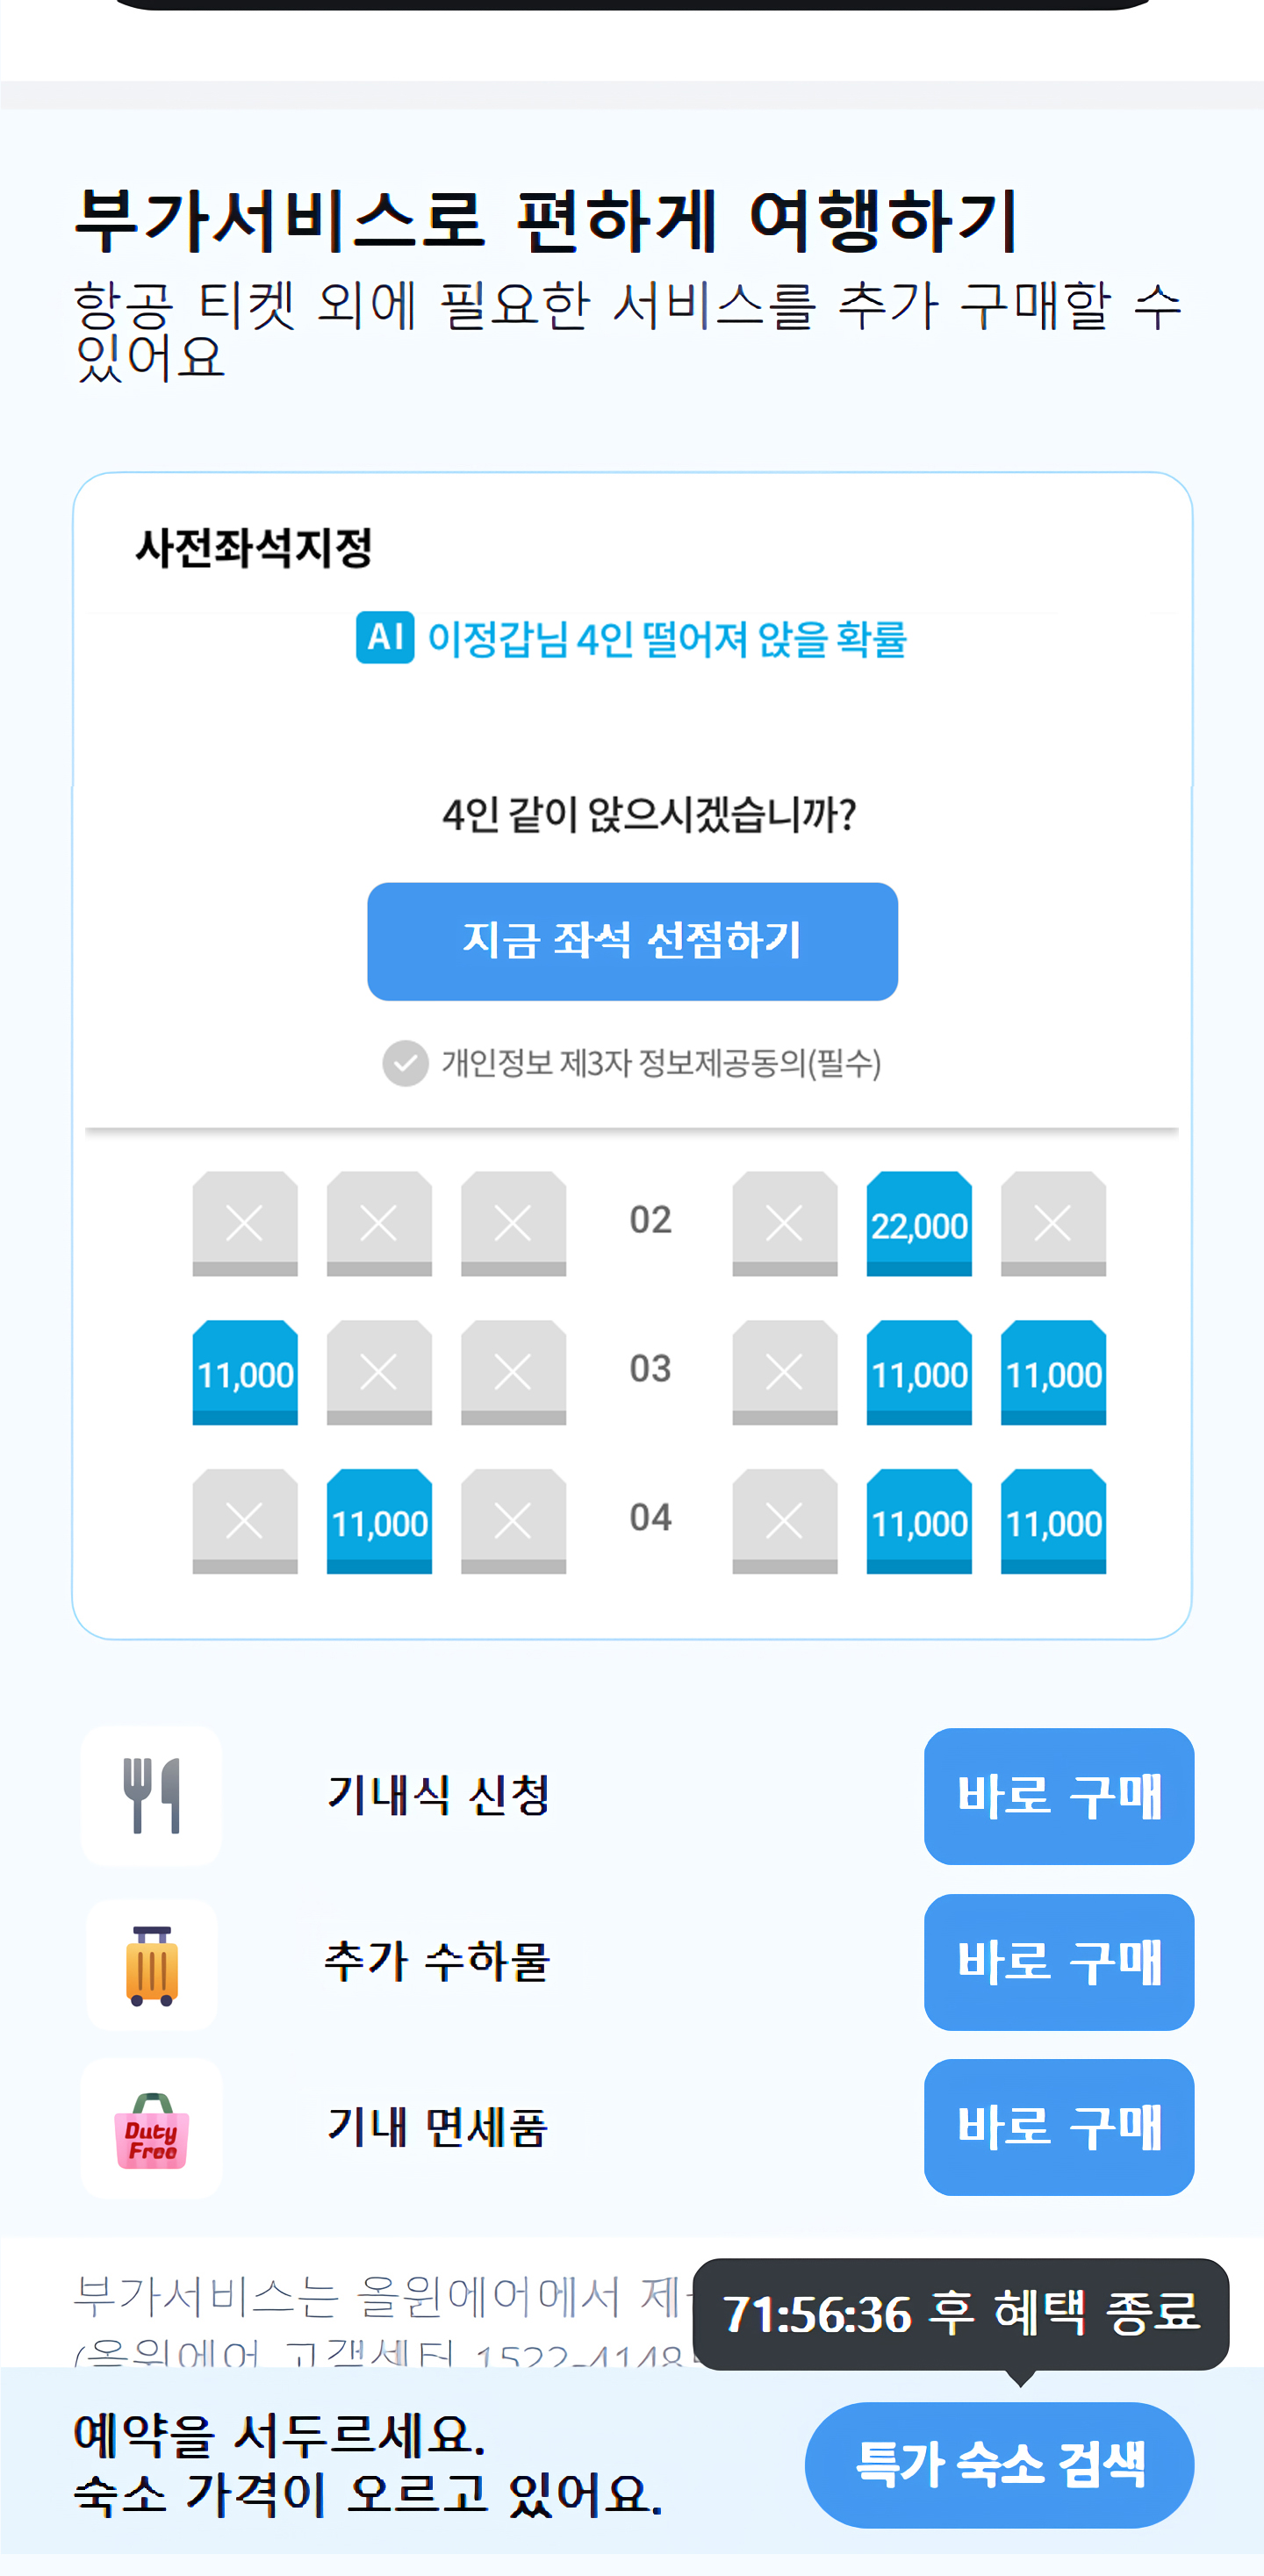 부가서비스로 편하게 여행하기
항공 티켓 외에 필요한 서비스를 추가 구매할 수
있어요
사전좌석지정
AI 이정갑님 4인 떨어져 앉을 확률
4인 같이 앉으시겠습니까?
지금 좌석 선점하기
개인정보 제3자 정보제공동의(필수)
02 22,000
11,000 03 11,000 11,000
11,000 04 11,000 11,000
기내식 신청 바로 구매
추가 수하물 바로 구매
Duty Free 기내 면세품 바로 구매
부가서비스는 올윈에어에서
71:56:36 후 혜택 종료
(올윈에어 고객센터 1522-4148
예약을 서두르세요.
숙소 가격이 오르고 있어요.
특가 숙소 검색